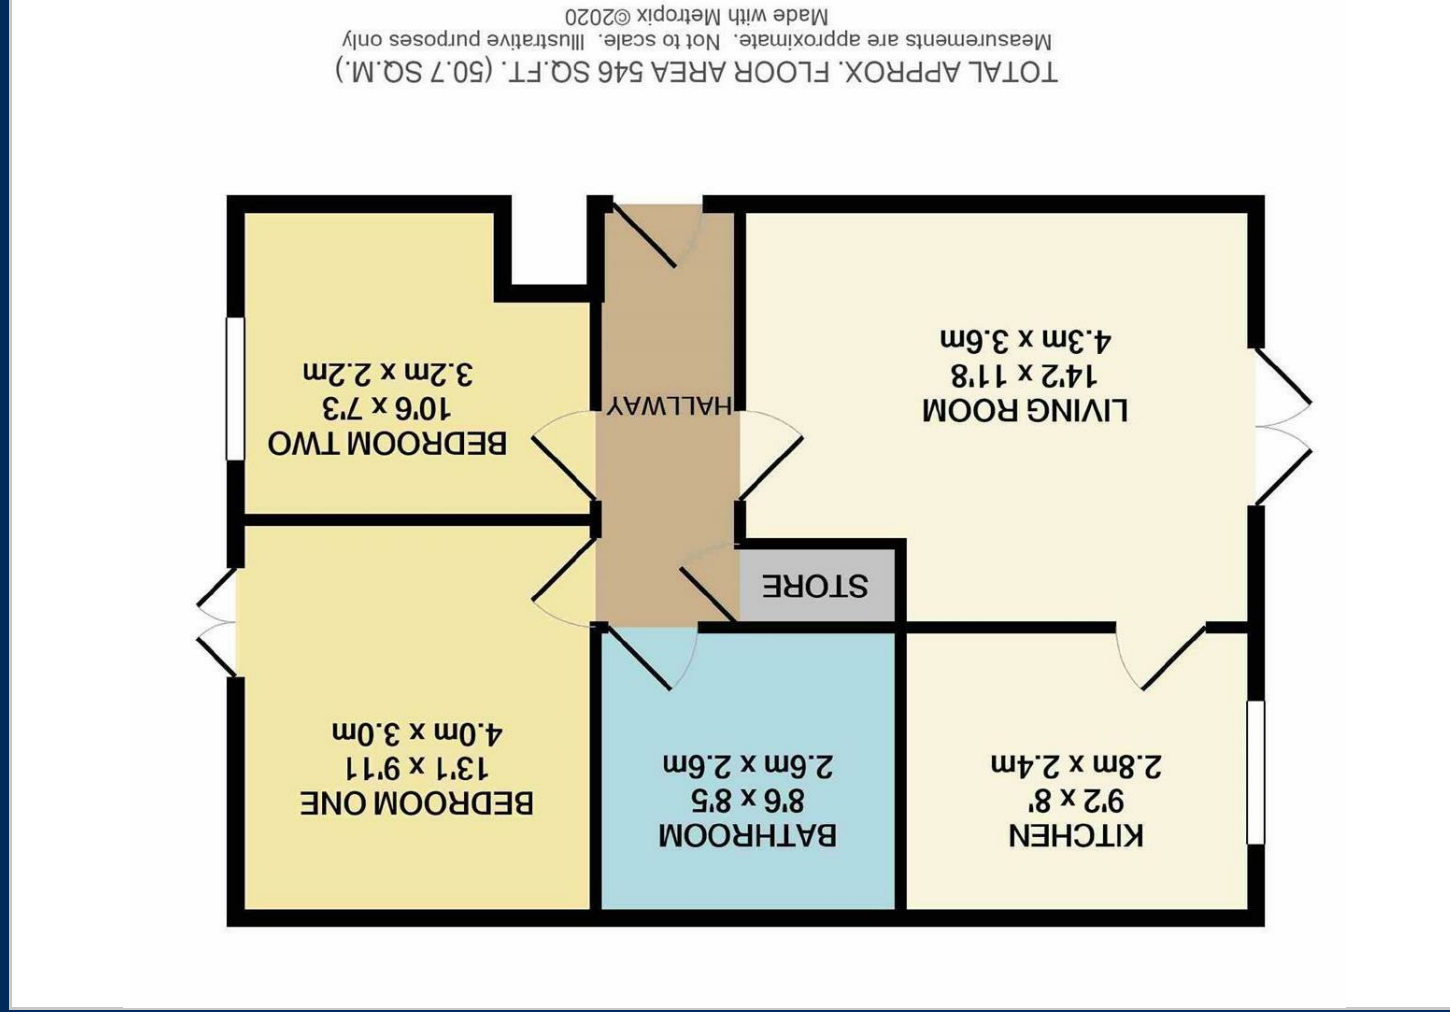 KITCHEN
9'2 x 8'
2.8m x 2.4m
BATHROOM
8'6 x 8'5
2.6m x 2.6m
BEDROOM ONE
13'1 x 9'11
4.0m x 3.0m
STORE
LIVING ROOM
14'2 x 11'8
4.3m x 3.6m
HALLWAY
BEDROOM TWO
10'6 x 7'3
3.2m x 2.2m
TOTAL APPROX. FLOOR AREA 546 SQ.FT. (50.7 SQ.M.)
Measurements are approximate. Not to scale. Illustrative purposes only
Made with Metropix ©2020